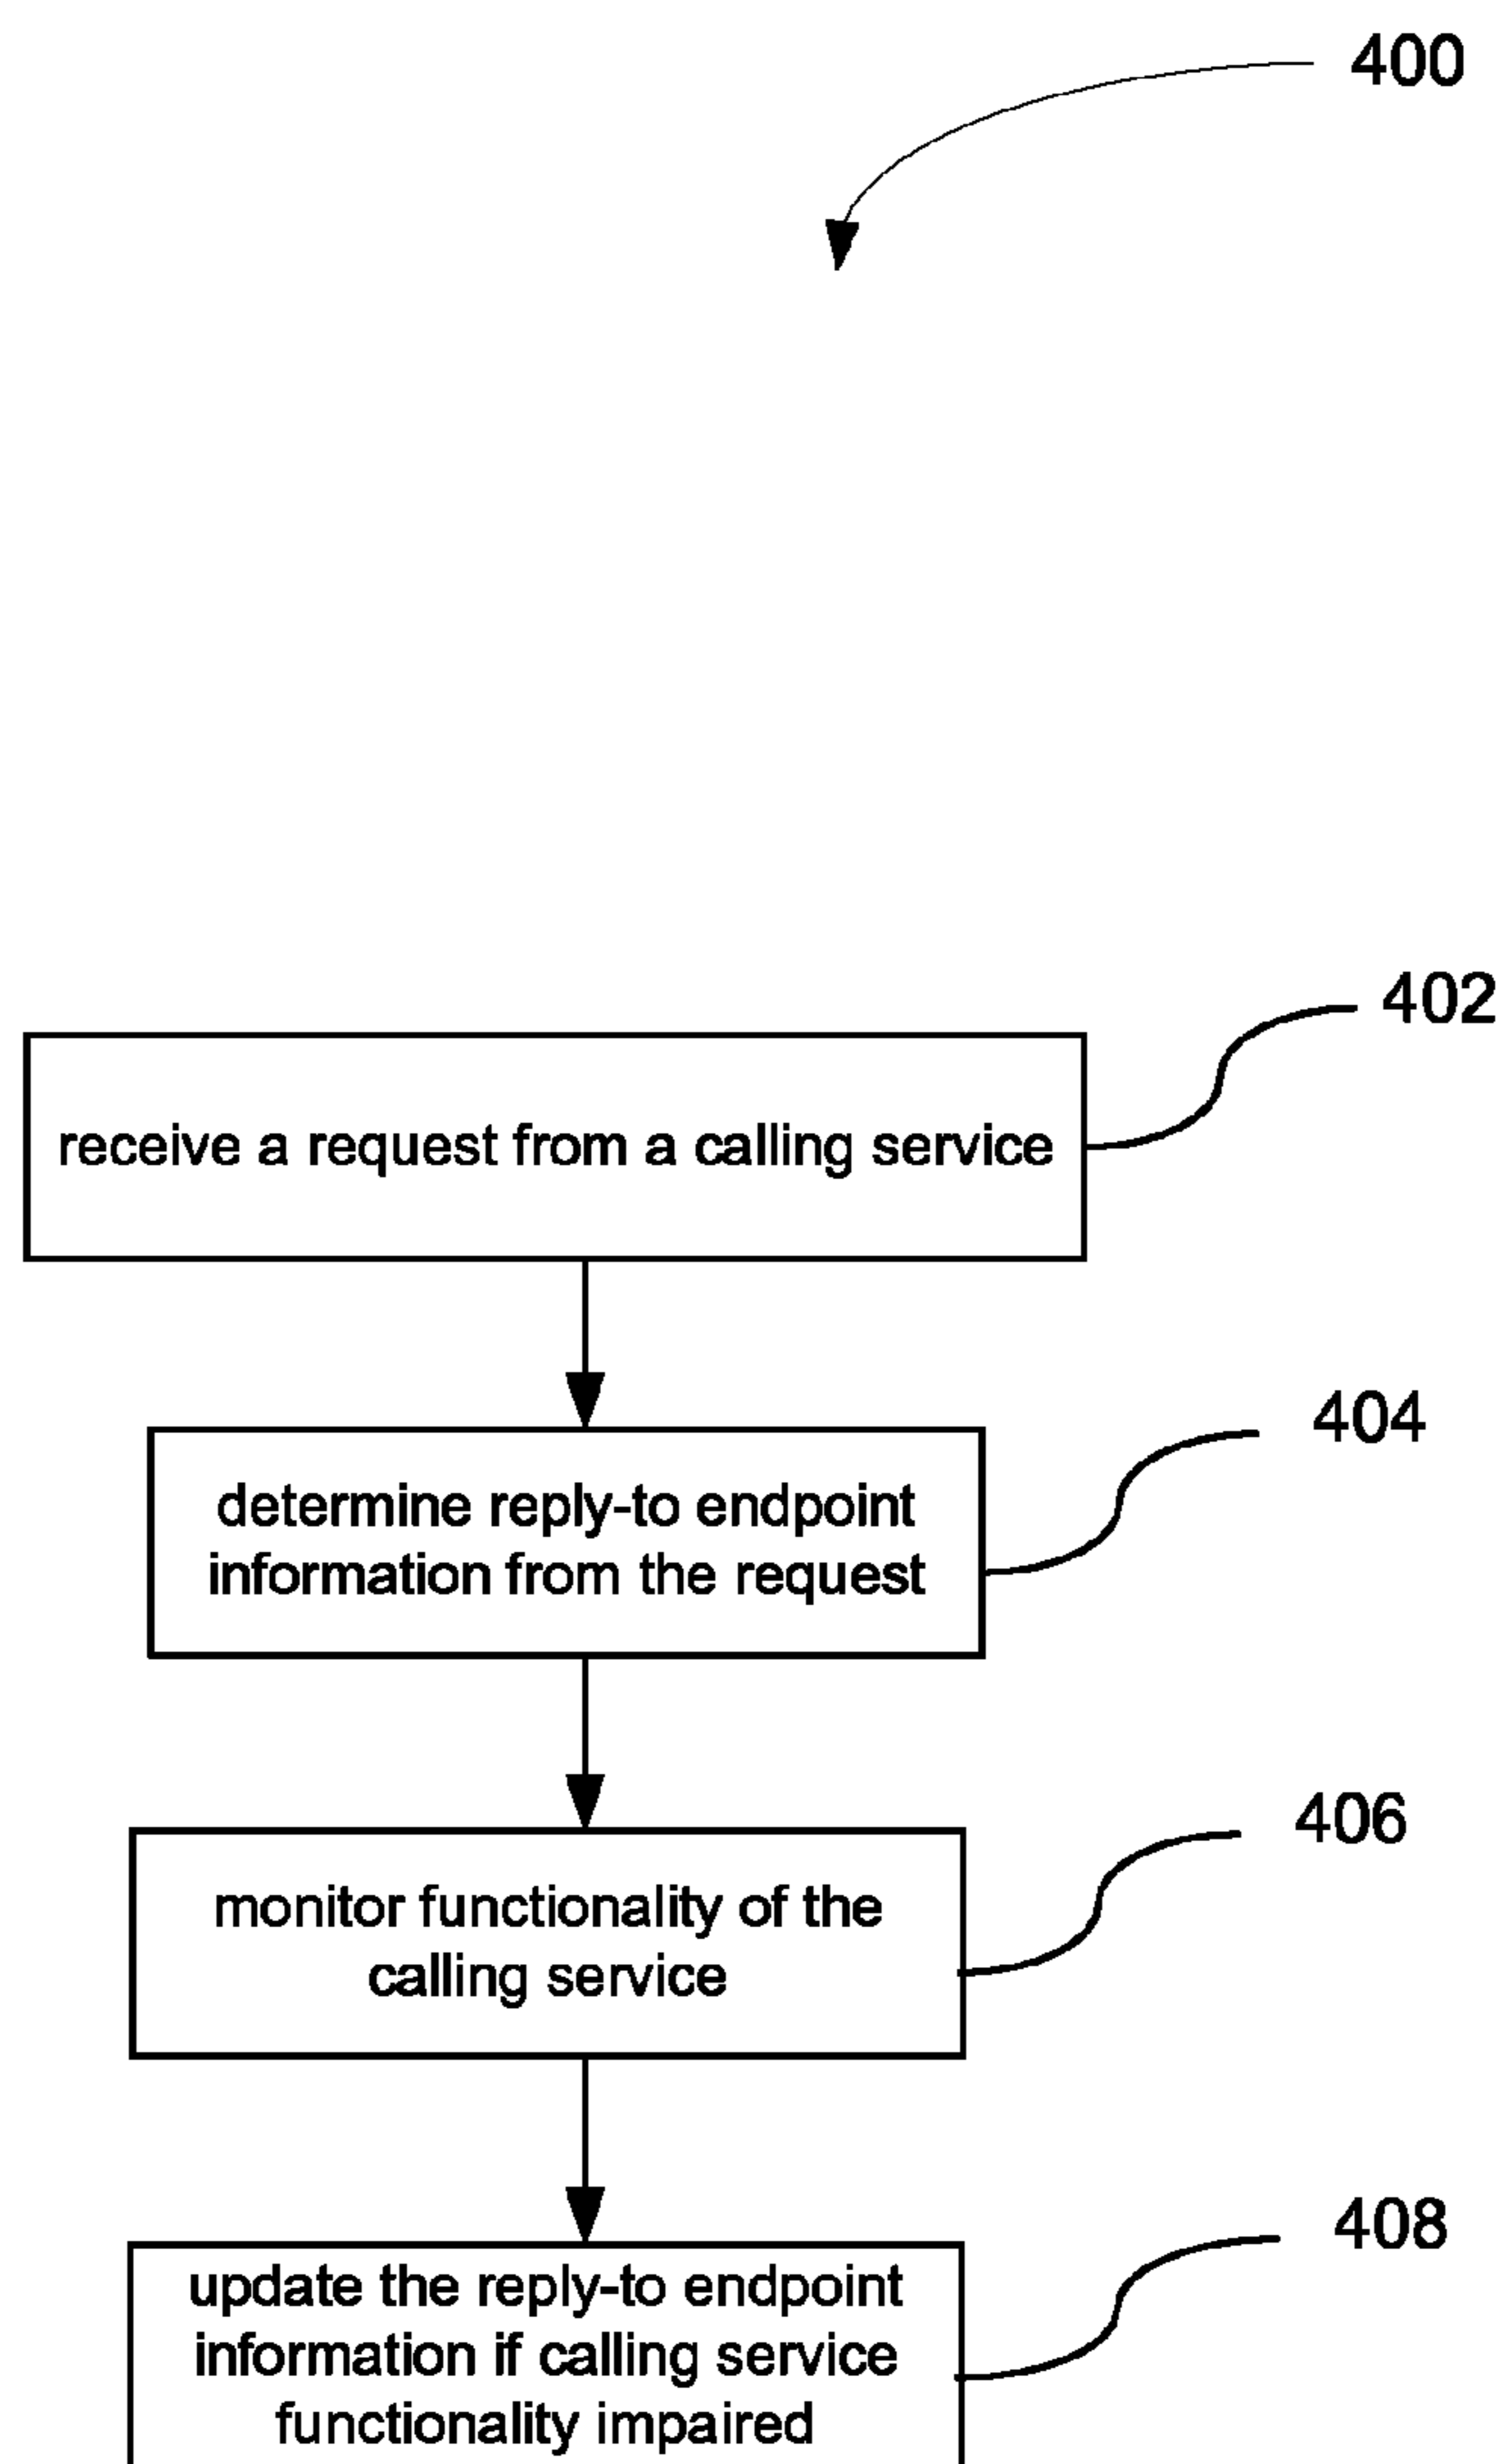 400
402
receive a request from a calling service
404
determine reply-to endpoint
information from the request
406
monitor functionality of the
calling service
408
update the reply-to endpoint
information if calling service
functionality impaired